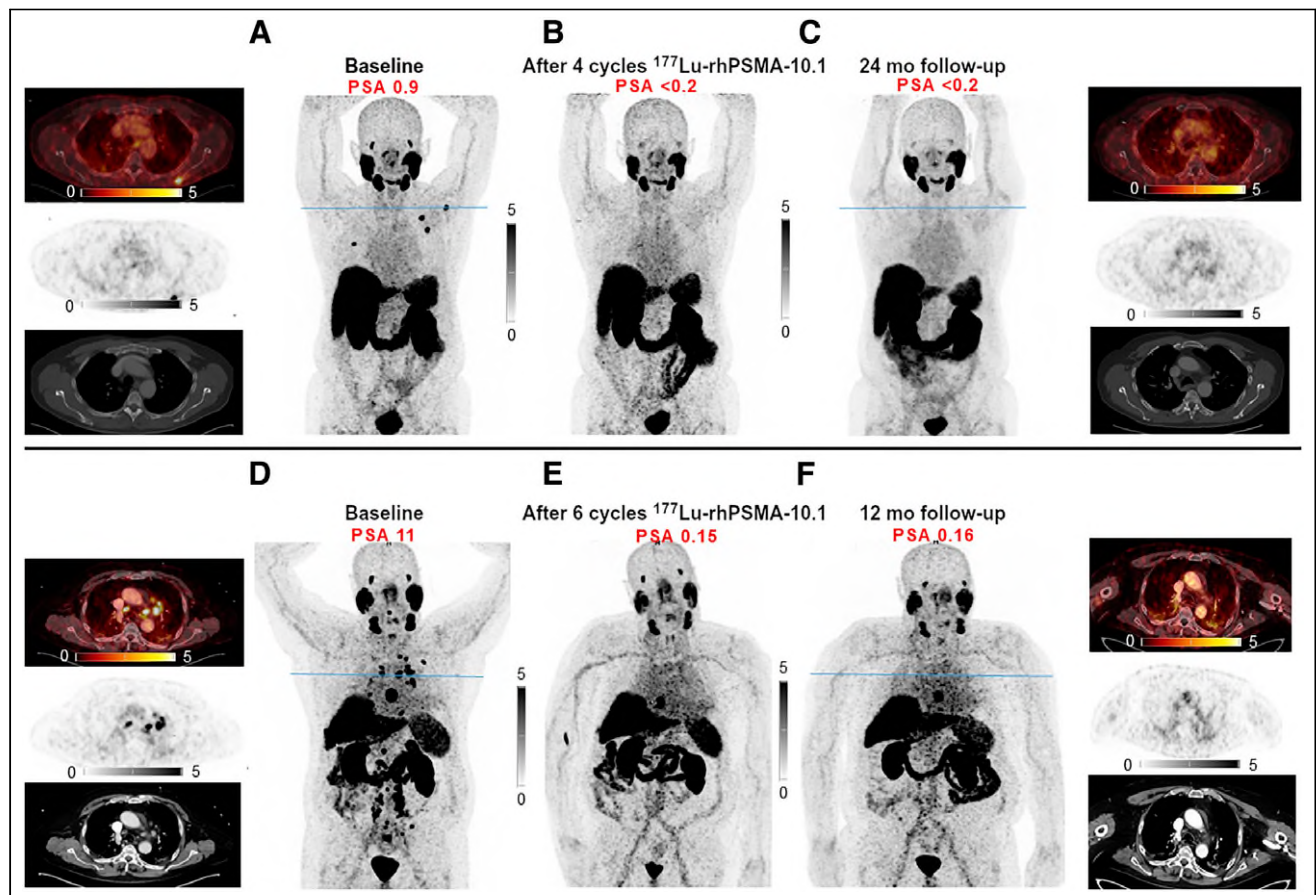 A
B
C
Baseline
After 4 cycles ¹⁷⁷Lu-rhPSMA-10.1
24 mo follow-up
PSA 0.9
PSA <0.2
PSA <0.2
0 5
0 5
0 5
0 5
5
0
5
0
D
E
F
Baseline
After 6 cycles ¹⁷⁷Lu-rhPSMA-10.1
12 mo follow-up
PSA 11
PSA 0.15
PSA 0.16
0 5
0 5
0 5
0 5
5
0
5
0